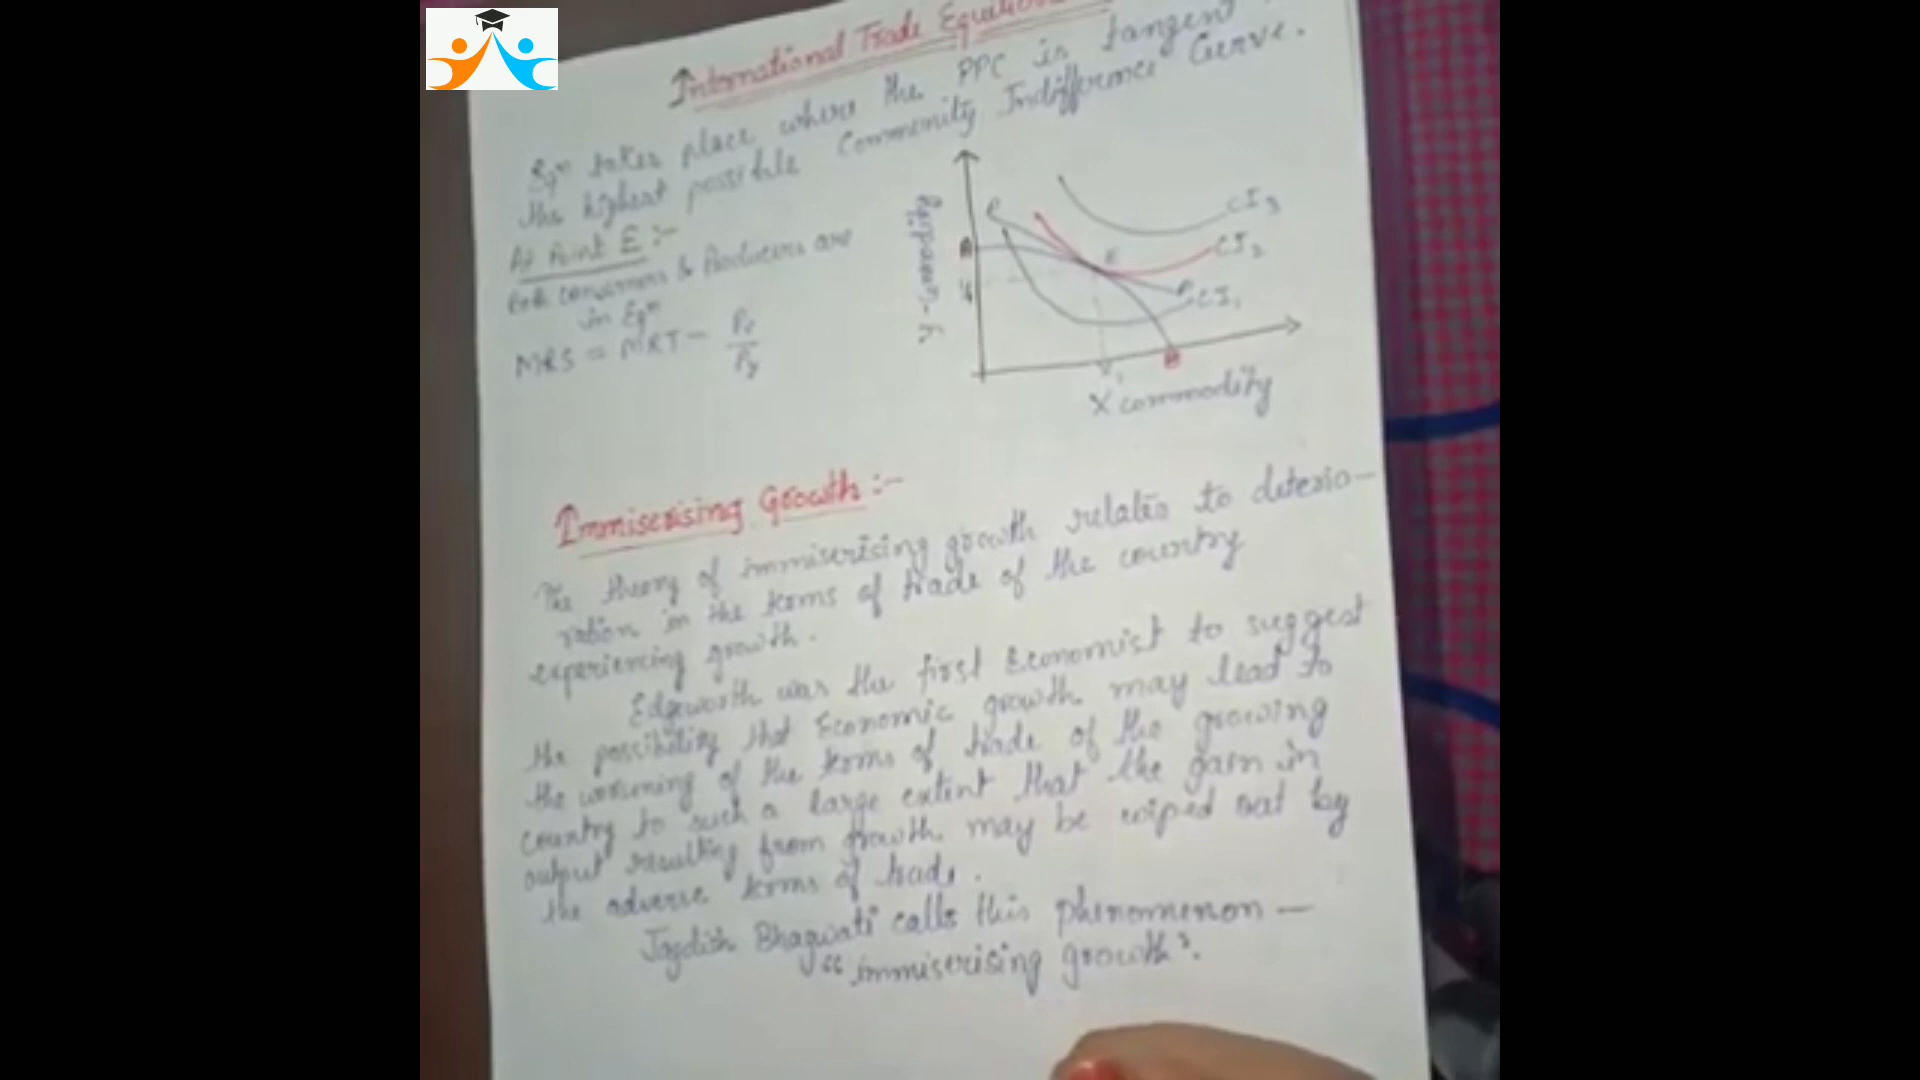 International Trade Equation
Eqn takes place where the PPC is tangent
the highest possible Community Indifference Curve.
At Point E :-
Both consumers & Producers are
in Eqn
MRS = MRT -
Px
Py
Y-commodity
P
A
Y1
E
CI3
CI2
P
CI1
B
X1
X commodity
Immiserising Growth :-
The theory of immiserising growth relates to deterio-
ration in the terms of trade of the country
experiencing growth.
Edgeworth was the first Economist to suggest
the possibility that Economic growth may lead to
the worsening of the terms of trade of the growing
country to such a large extent that the gain in
output resulting from growth may be wiped out by
the adverse terms of trade.
Jagdish Bhagwati calls this phenomenon -
"immiserising growth".